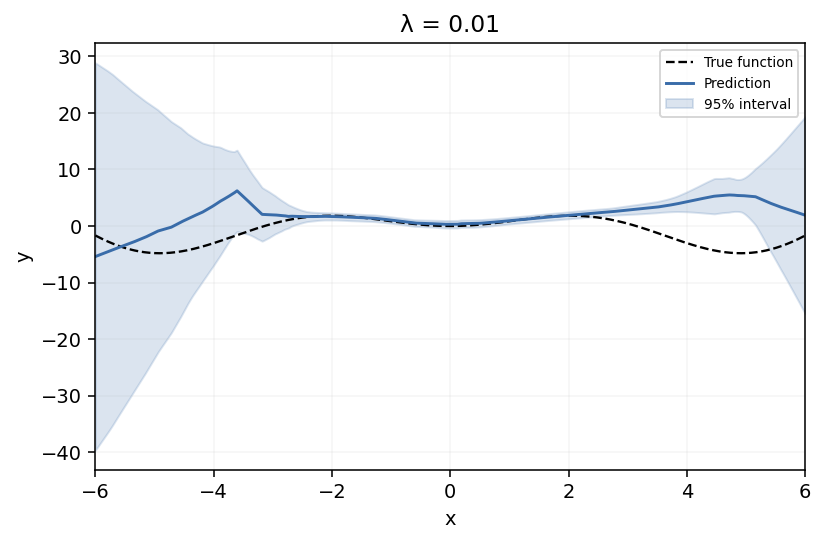 λ = 0.01
True function
Prediction
95% interval
30
20
10
0
−10
−20
−30
−40
y
−6 −4 −2 0 2 4 6
x